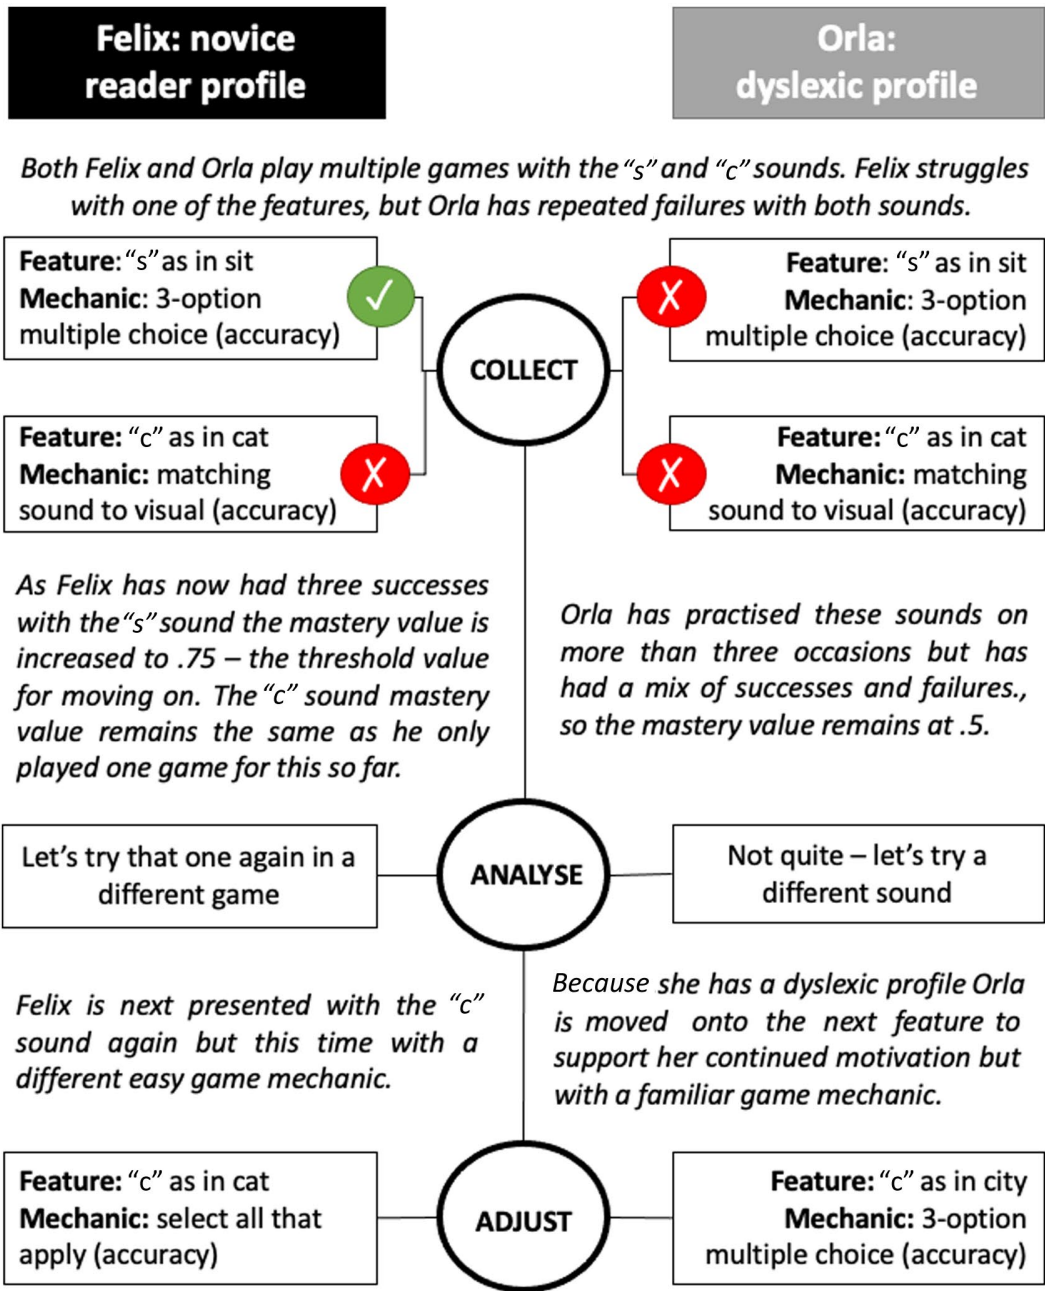 Felix: novice
reader profile
Orla:
dyslexic profile
Both Felix and Orla play multiple games with the “s” and “c” sounds. Felix struggles
with one of the features, but Orla has repeated failures with both sounds.
Feature: “s” as in sit
Mechanic: 3-option
multiple choice (accuracy)
✓
COLLECT
✗
Feature: “s” as in sit
Mechanic: 3-option
multiple choice (accuracy)
Feature: “c” as in cat
Mechanic: matching
sound to visual (accuracy)
✗
✗
Feature: “c” as in cat
Mechanic: matching
sound to visual (accuracy)
As Felix has now had three successes
with the “s” sound the mastery value is
increased to .75 – the threshold value
for moving on. The “c” sound mastery
value remains the same as he only
played one game for this so far.
Orla has practised these sounds on
more than three occasions but has
had a mix of successes and failures.,
so the mastery value remains at .5.
Let’s try that one again in a
different game
ANALYSE
Not quite – let’s try a
different sound
Felix is next presented with the “c”
sound again but this time with a
different easy game mechanic.
Because she has a dyslexic profile Orla
is moved onto the next feature to
support her continued motivation but
with a familiar game mechanic.
Feature: “c” as in cat
Mechanic: select all that
apply (accuracy)
ADJUST
Feature: “c” as in city
Mechanic: 3-option
multiple choice (accuracy)